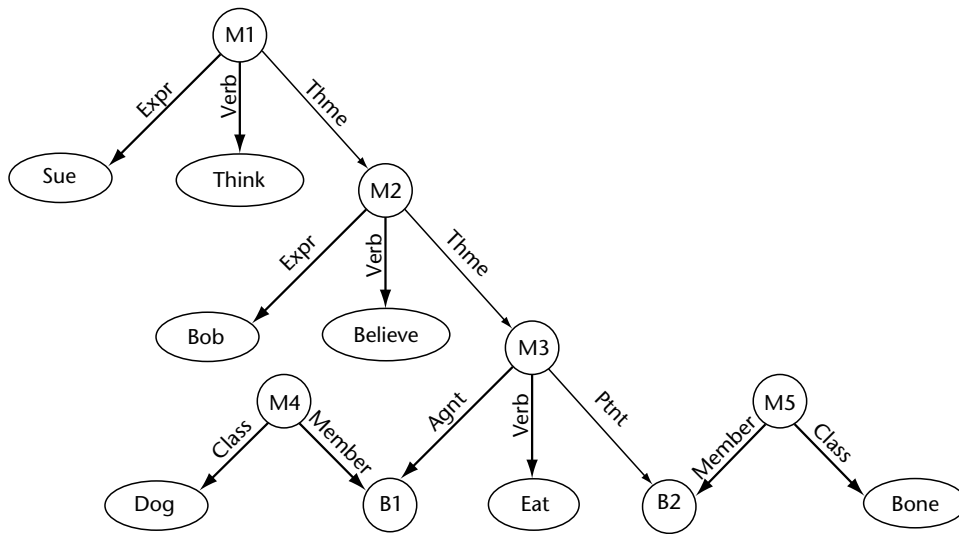 M1
Expr
Verb
Thme
Sue
Think
M2
Expr
Verb
Thme
Bob
Believe
M3
M4
M5
Class
Member
Agnt
Verb
Ptnt
Member
Class
Dog
B1
Eat
B2
Bone